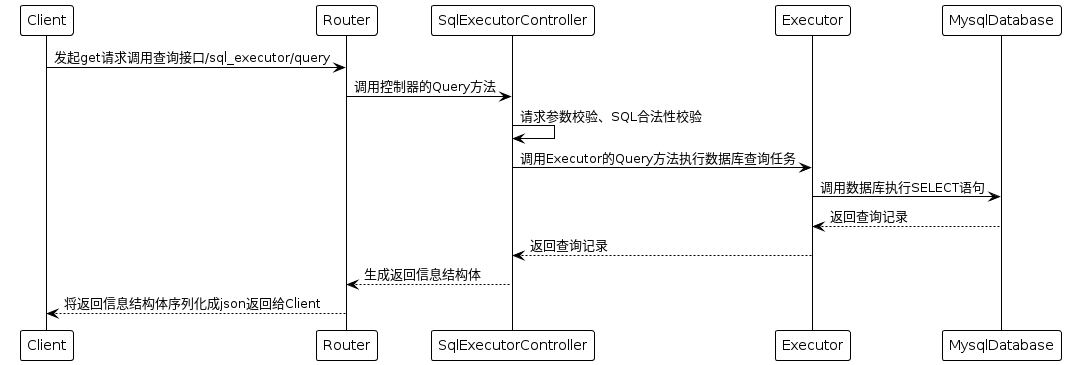 Client
Router
SqlExecutorController
Executor
MysqlDatabase
发起get请求调用查询接口/sql_executor/query
调用控制器的Query方法
请求参数校验、SQL合法性校验
调用Executor的Query方法执行数据库查询任务
调用数据库执行SELECT语句
返回查询记录
返回查询记录
生成返回信息结构体
将返回信息结构体序列化成json返回给Client
Client
Router
SqlExecutorController
Executor
MysqlDatabase